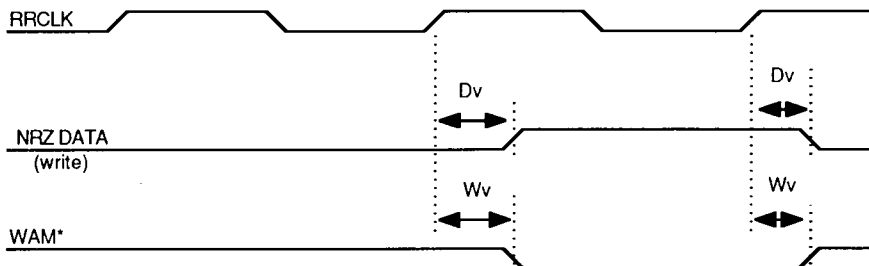 RRCLK
Dv
Dv
NRZ DATA
(write)
Wv
Wv
WAM*